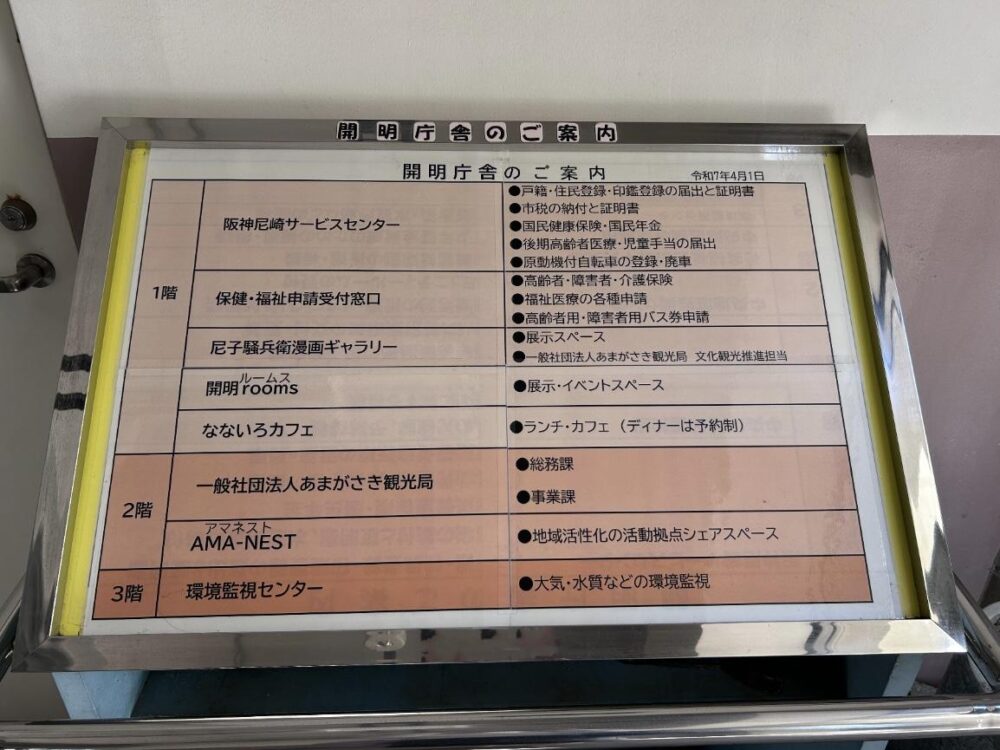 開明庁舎のご案内
開明庁舎のご案内
令和7年4月1日
1階
阪神尼崎サービスセンター
●戸籍・住民登録・印鑑登録の届出と証明書
●市税の納付と証明書
●国民健康保険・国民年金
●後期高齢者医療・児童手当の届出
●原動機付自転車の登録・廃車
保健・福祉申請受付窓口
●高齢者・障害者・介護保険
●福祉医療の各種申請
●高齢者用・障害者用バス券申請
尼子騒兵衛漫画ギャラリー
●展示スペース
●一般社団法人あまがさき観光局 文化観光推進担当
ルームス
開明rooms
●展示・イベントスペース
なないろカフェ
●ランチ・カフェ（ディナーは予約制）
2階
一般社団法人あまがさき観光局
●総務課
●事業課
アマネスト
AMA-NEST
●地域活性化の活動拠点シェアスペース
3階
環境監視センター
●大気・水質などの環境監視